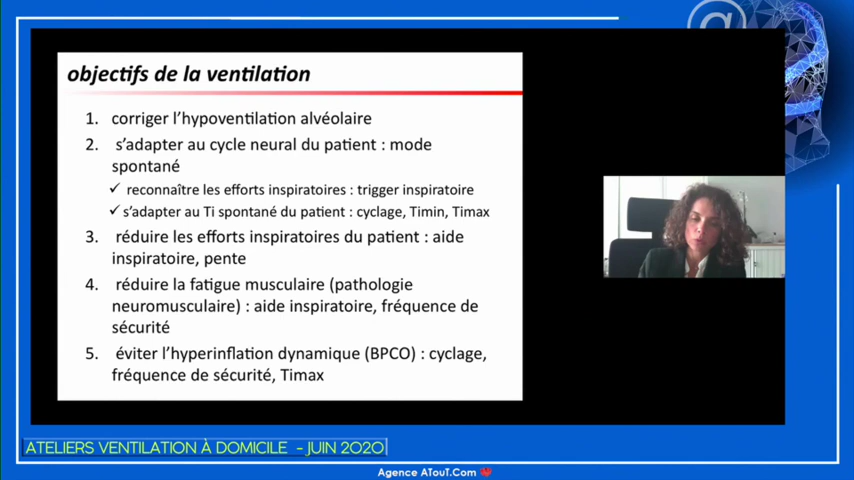 objectifs de la ventilation
1. corriger l'hypoventilation alvéolaire
2. s'adapter au cycle neural du patient : mode
spontané
✓ reconnaître les efforts inspiratoires : trigger inspiratoire
✓ s'adapter au Ti spontané du patient : cyclage, Timin, Timax
3. réduire les efforts inspiratoires du patient : aide
inspiratoire, pente
4. réduire la fatigue musculaire (pathologie
neuromusculaire) : aide inspiratoire, fréquence de
sécurité
5. éviter l'hyperinflation dynamique (BPCO) : cyclage,
fréquence de sécurité, Timax
ATELIERS VENTILATION À DOMICILE - JUIN 2020
Agence ATouT.Com